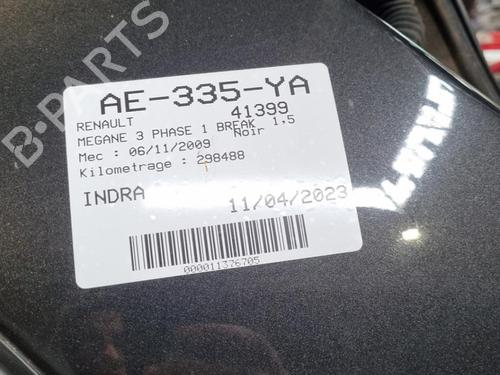 B-PARTS
AE-335-YA
RENAULT 41399
MEGANE 3 PHASE 1 BREAK 1,5
Noir
Mec : 06/11/2009
Kilometrage : 298488
INDRA 11/04/2023
000011376705